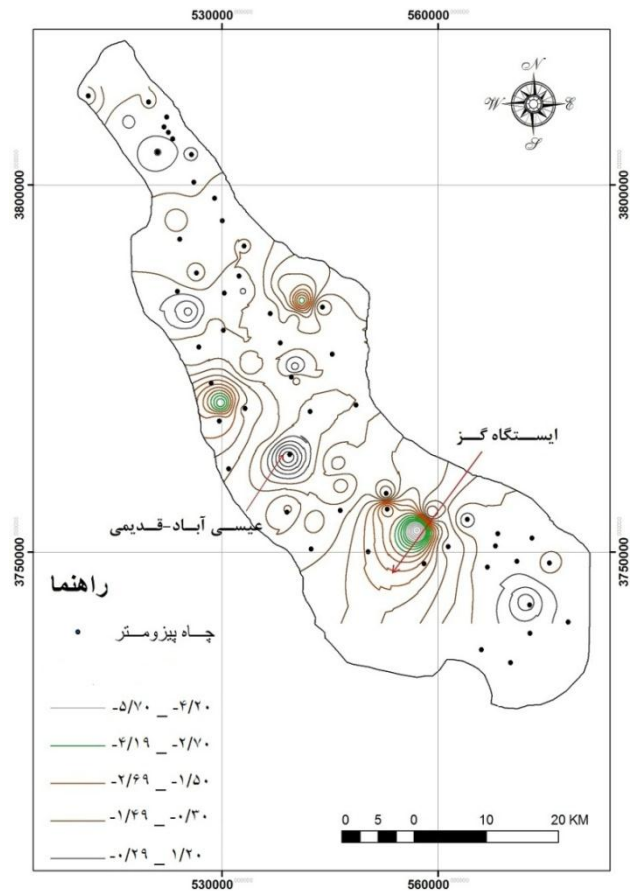 530000 560000
N
W E
S
3800000 3800000
ایستگاه گز
عیسی آباد-قدیمی
3750000 3750000
راهنما
چاه پیزومتر
-۵/۷۰ _ -۴/۲۰
-۴/۱۹ _ -۲/۷۰
-۲/۶۹ _ -۱/۵۰
-۱/۴۹ _ -۰/۳۰
-۰/۲۹ _ ۱/۲۰
0 5 0 10 20 KM
530000 560000